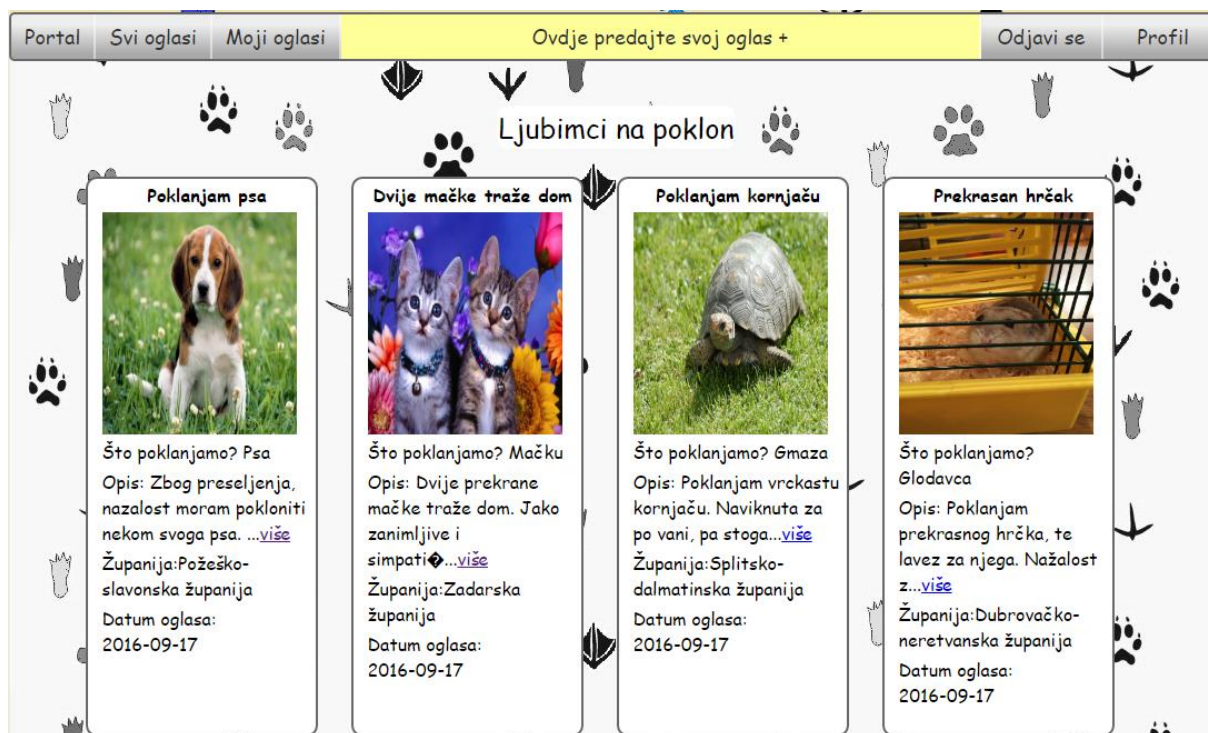 Portal
Svi oglasi
Moji oglasi
Ovdje predajte svoj oglas +
Odjavi se
Profil
Ljubimci na poklon
Poklanjam psa
Što poklanjamo? Psa
Opis: Zbog preseljenja,
nazalost moram pokloniti
nekom svoga psa. ...više
Županija:Požeško-
slavonska županija
Datum oglasa:
2016-09-17
Dvije mačke traže dom
Što poklanjamo? Mačku
Opis: Dvije prekrane
mačke traže dom. Jako
zanimljive i
simpati�...više
Županija:Zadarska
županija
Datum oglasa:
2016-09-17
Poklanjam kornjaču
Što poklanjamo? Gmaza
Opis: Poklanjam vrckastu
kornjaču. Naviknuta za
po vani, pa stoga...više
Županija:Splitsko-
dalmatinska županija
Datum oglasa:
2016-09-17
Prekrasan hrčak
Što poklanjamo?
Glodavca
Opis: Poklanjam
prekrasnog hrčka, te
lavez za njega. Nažalost
z...više
Županija:Dubrovačko-
neretvanska županija
Datum oglasa:
2016-09-17